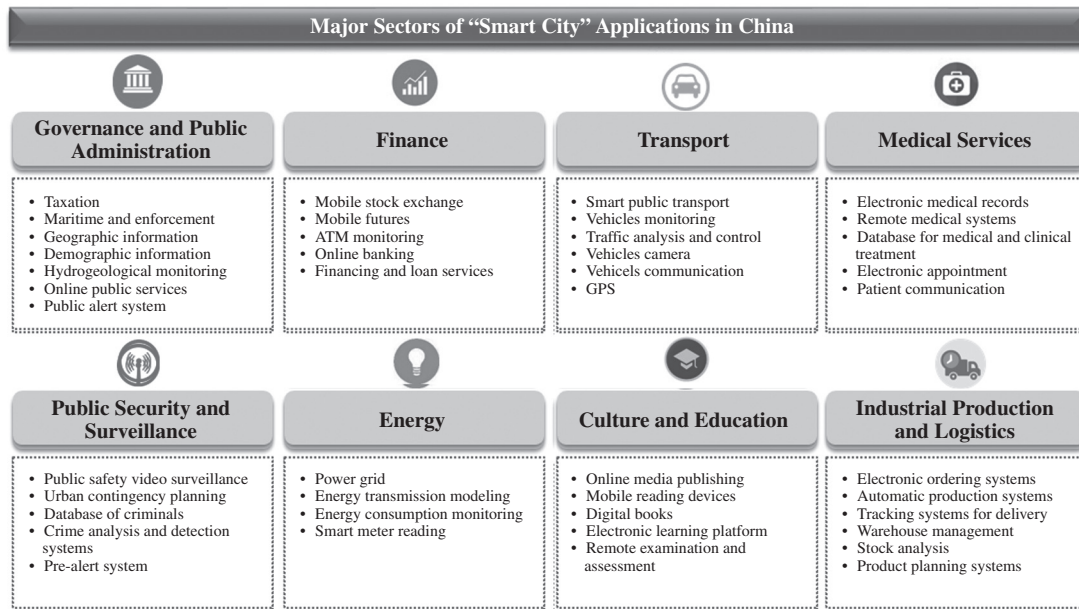 Major Sectors of “Smart City” Applications in China
Governance and Public
Administration
• Taxation
• Maritime and enforcement
• Geographic information
• Demographic information
• Hydrogeological monitoring
• Online public services
• Public alert system
Finance
• Mobile stock exchange
• Mobile futures
• ATM monitoring
• Online banking
• Financing and loan services
Transport
• Smart public transport
• Vehicles monitoring
• Traffic analysis and control
• Vehicles camera
• Vehicels communication
• GPS
Medical Services
• Electronic medical records
• Remote medical systems
• Database for medical and clinical
treatment
• Electronic appointment
• Patient communication
Public Security and
Surveillance
• Public safety video surveillance
• Urban contingency planning
• Database of criminals
• Crime analysis and detection
systems
• Pre-alert system
Energy
• Power grid
• Energy transmission modeling
• Energy consumption monitoring
• Smart meter reading
Culture and Education
• Online media publishing
• Mobile reading devices
• Digital books
• Electronic learning platform
• Remote examination and
assessment
Industrial Production
and Logistics
• Electronic ordering systems
• Automatic production systems
• Tracking systems for delivery
• Warehouse management
• Stock analysis
• Product planning systems